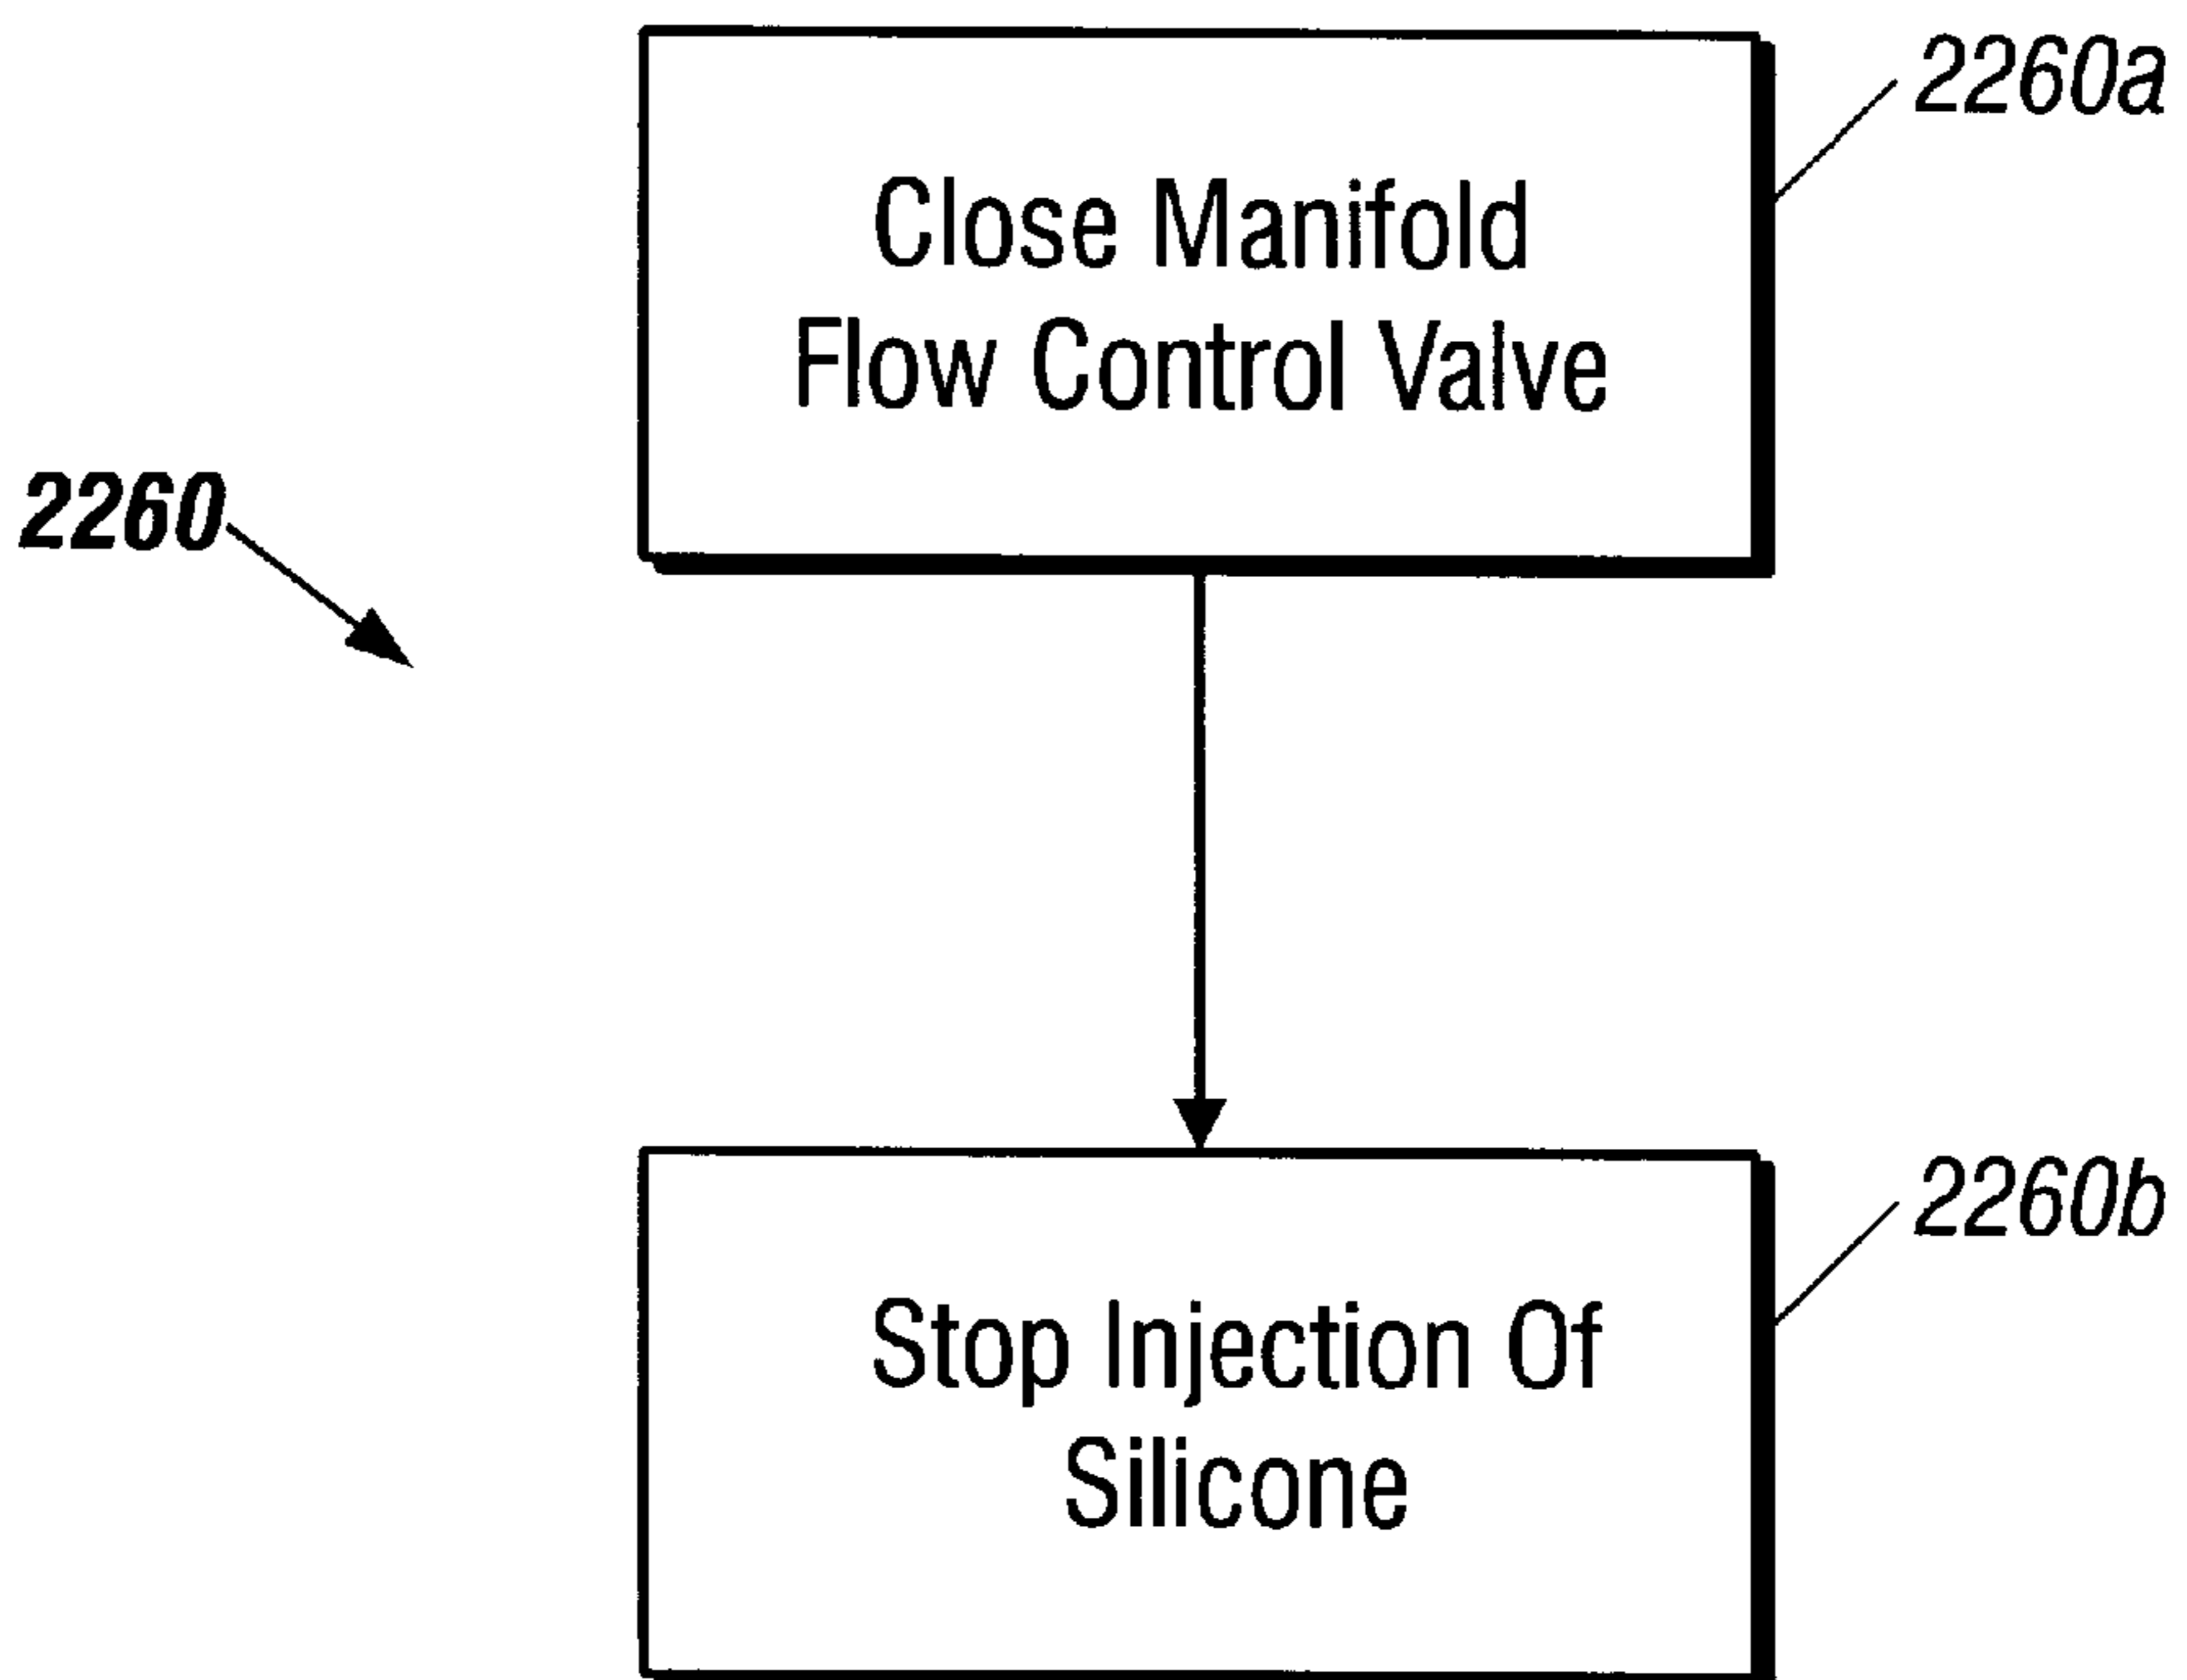 2260a
Close Manifold
Flow Control Valve
2260
2260b
Stop Injection Of
Silicone